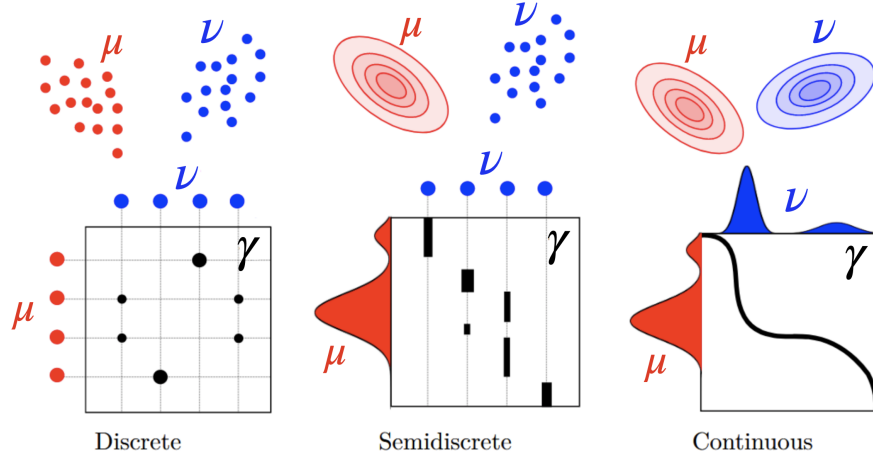 μ ν μ ν μ ν
ν ν ν
γ γ γ
μ μ μ
Discrete Semidiscrete Continuous